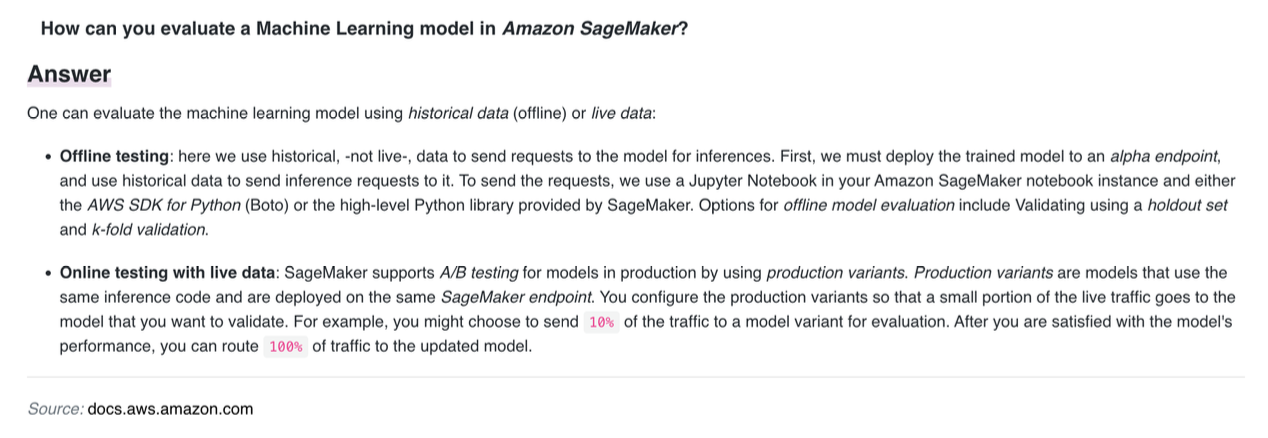 How can you evaluate a Machine Learning model in Amazon SageMaker?
Answer
One can evaluate the machine learning model using historical data (offline) or live data:
• Offline testing: here we use historical, -not live-, data to send requests to the model for inferences. First, we must deploy the trained model to an alpha endpoint,
and use historical data to send inference requests to it. To send the requests, we use a Jupyter Notebook in your Amazon SageMaker notebook instance and either
the AWS SDK for Python (Boto) or the high-level Python library provided by SageMaker. Options for offline model evaluation include Validating using a holdout set
and k-fold validation.
• Online testing with live data: SageMaker supports A/B testing for models in production by using production variants. Production variants are models that use the
same inference code and are deployed on the same SageMaker endpoint. You configure the production variants so that a small portion of the live traffic goes to the
model that you want to validate. For example, you might choose to send 10% of the traffic to a model variant for evaluation. After you are satisfied with the model's
performance, you can route 100% of traffic to the updated model.
Source: docs.aws.amazon.com